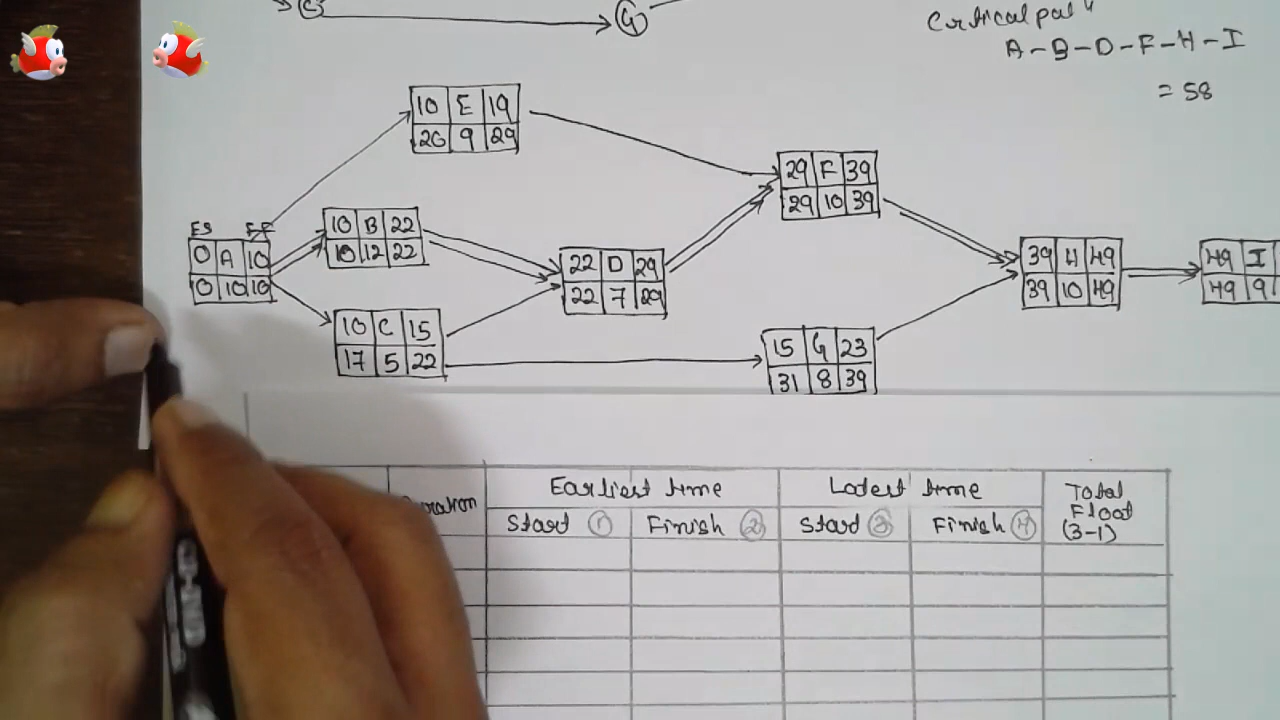 C
G
Critical path
A-B-D-F-H-I
= 58
10 E 19
20 9 29
29 F 39
29 10 39
10 B 22
10 12 22
ES EF
0 A 10
0 10 10
22 D 29
22 7 29
39 H 49
39 10 49
49 I
49 9
10 C 15
17 5 22
15 G 23
31 8 39
Earliest time
Latest time
Total
Float
(3-1)
Start ①
Finish ②
Start ③
Finish ④